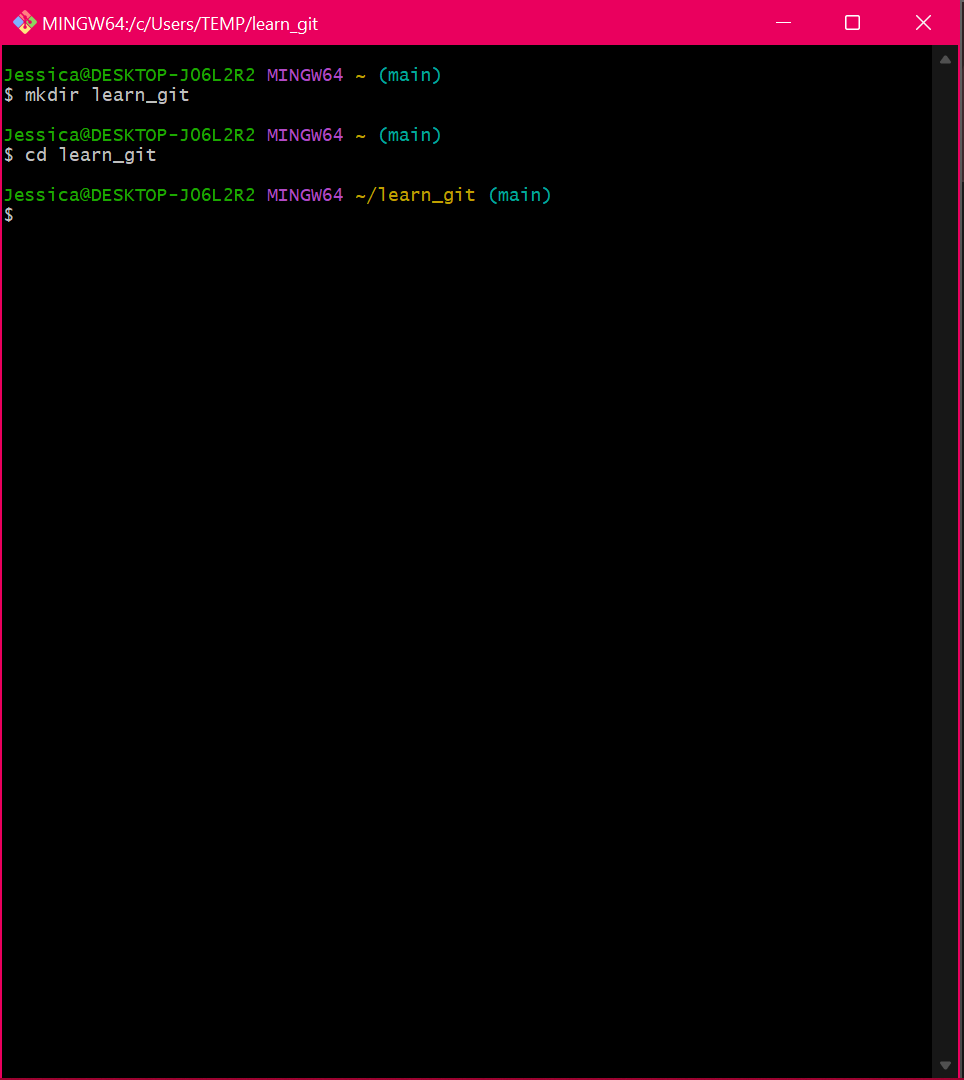 MINGW64:/c/Users/TEMP/learn_git
Jessica@DESKTOP-JO6L2R2 MINGW64 ~ (main)
$ mkdir learn_git
Jessica@DESKTOP-JO6L2R2 MINGW64 ~ (main)
$ cd learn_git
Jessica@DESKTOP-JO6L2R2 MINGW64 ~/learn_git (main)
$